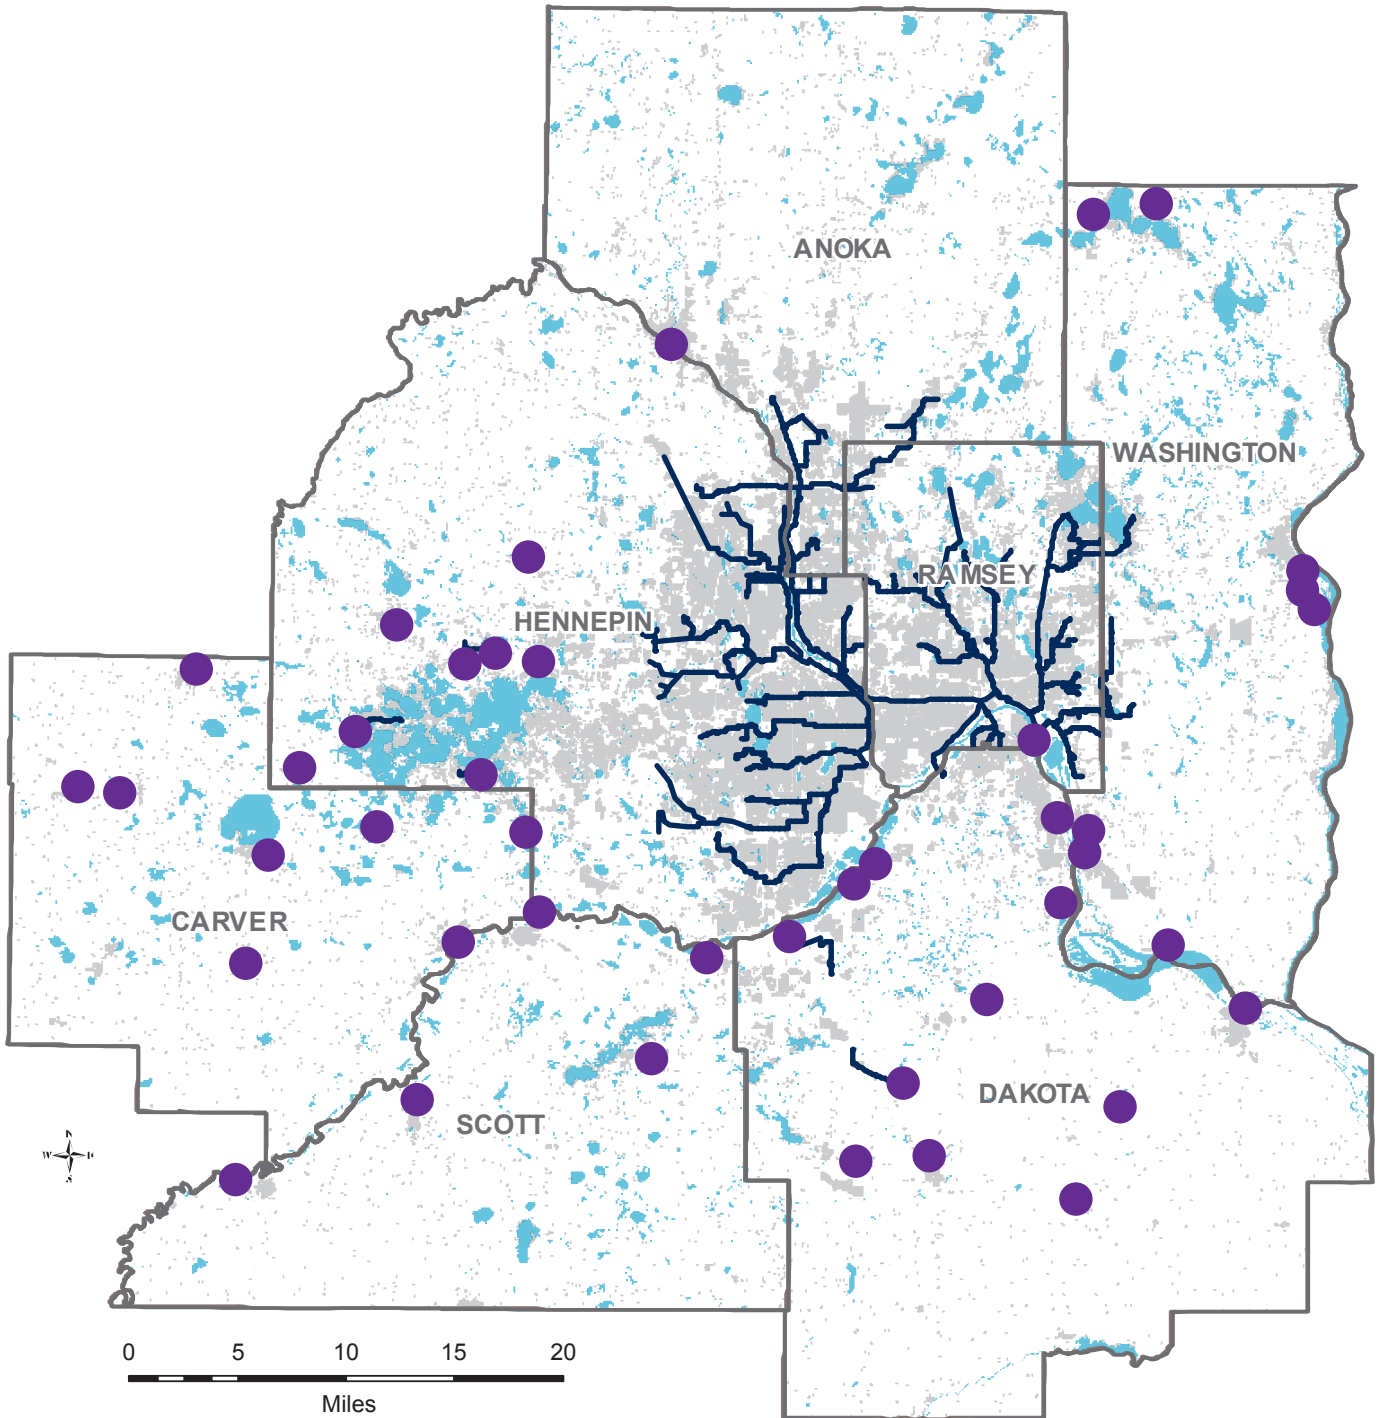 ANOKA
WASHINGTON
RAMSEY
HENNEPIN
CARVER
SCOTT
DAKOTA
N
W
S
0 5 10 15 20
Miles